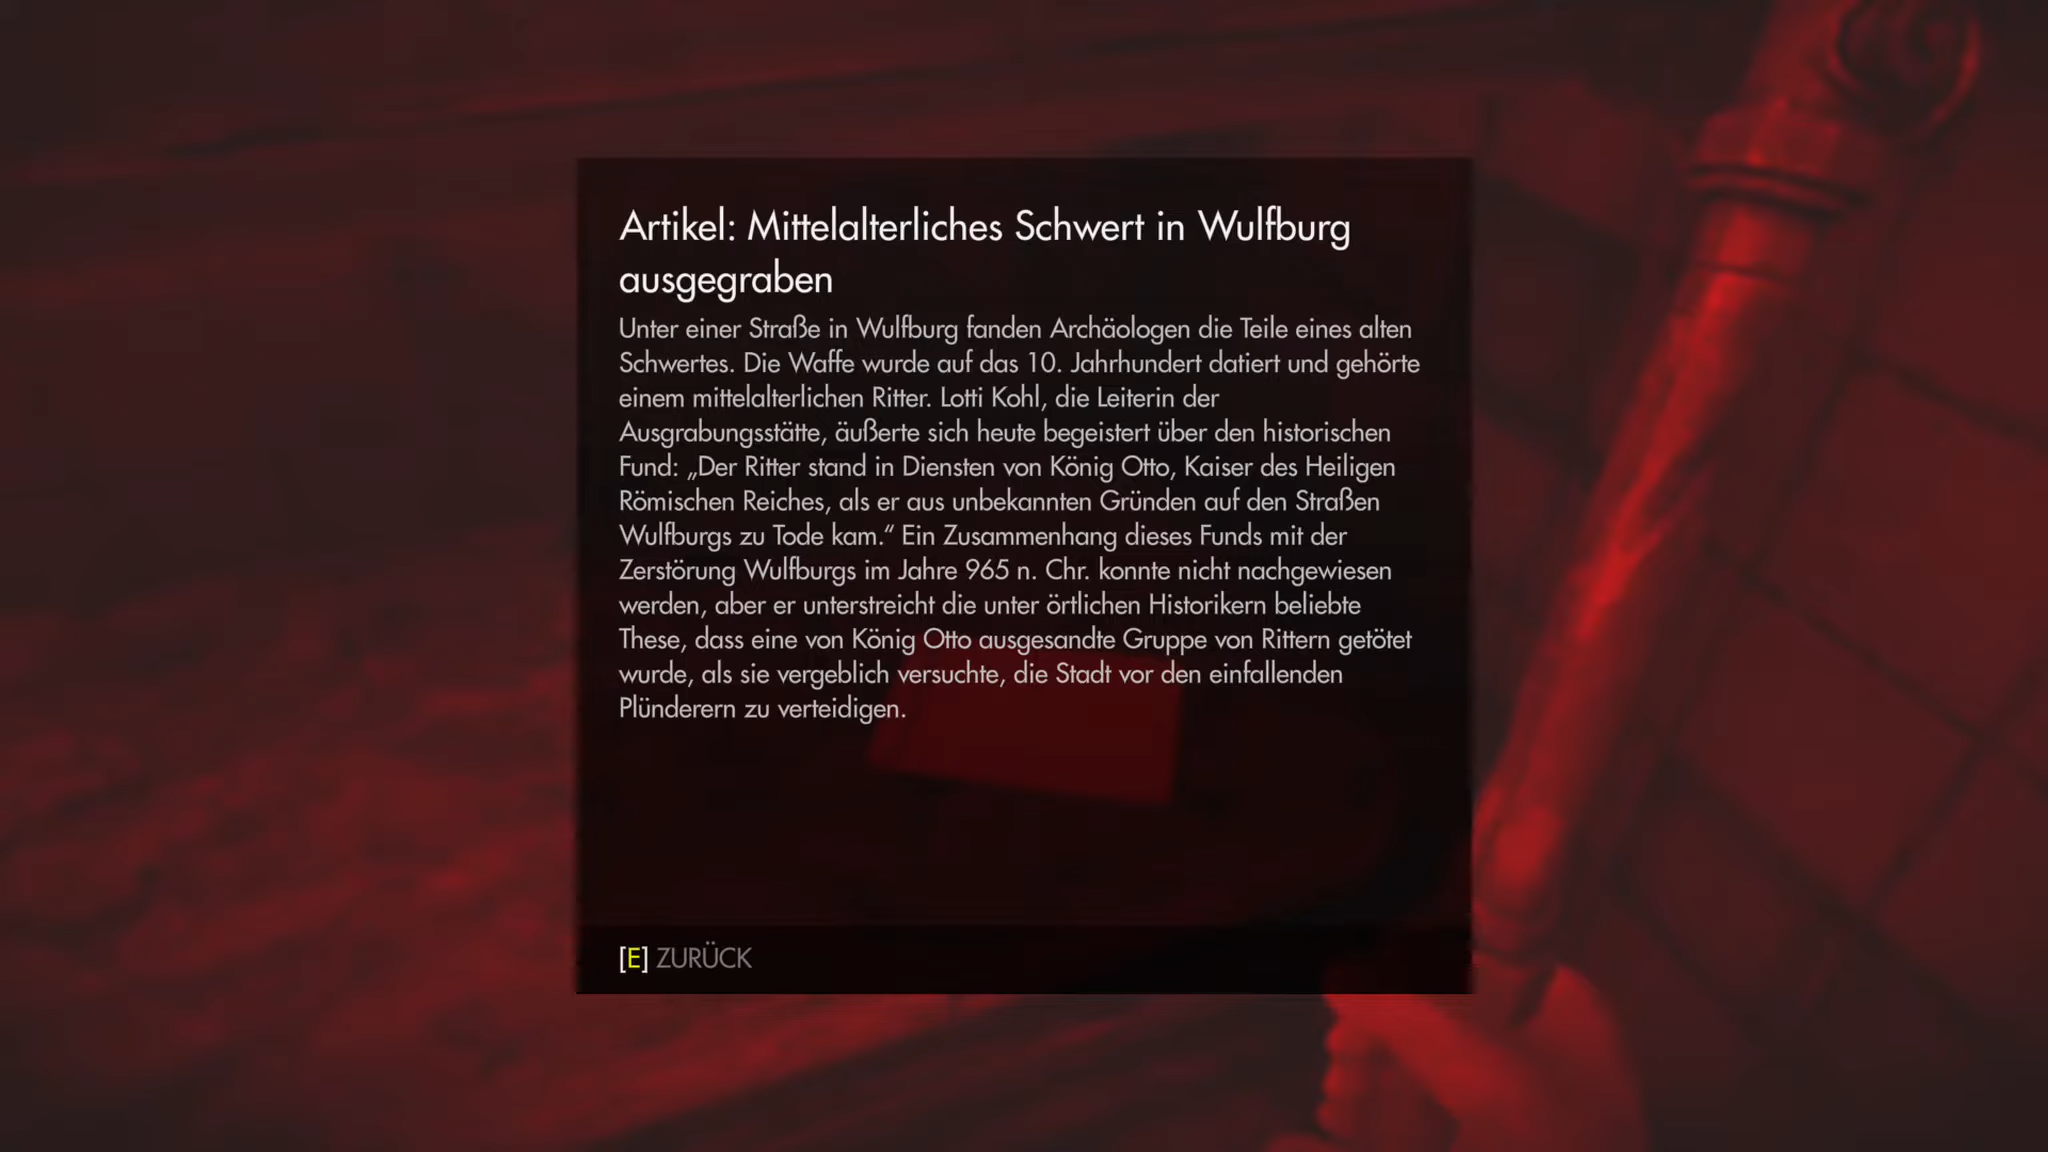 Artikel: Mittelalterliches Schwert in Wulfburg
ausgegraben
Unter einer Straße in Wulfburg fanden Archäologen die Teile eines alten
Schwertes. Die Waffe wurde auf das 10. Jahrhundert datiert und gehörte
einem mittelalterlichen Ritter. Lotti Kohl, die Leiterin der
Ausgrabungsstätte, äußerte sich heute begeistert über den historischen
Fund: „Der Ritter stand in Diensten von König Otto, Kaiser des Heiligen
Römischen Reiches, als er aus unbekannten Gründen auf den Straßen
Wulfburgs zu Tode kam.“ Ein Zusammenhang dieses Funds mit der
Zerstörung Wulfburgs im Jahre 965 n. Chr. konnte nicht nachgewiesen
werden, aber er unterstreicht die unter örtlichen Historikern beliebte
These, dass eine von König Otto ausgesandte Gruppe von Rittern getötet
wurde, als sie vergeblich versuchte, die Stadt vor den einfallenden
Plünderern zu verteidigen.
[E] ZURÜCK